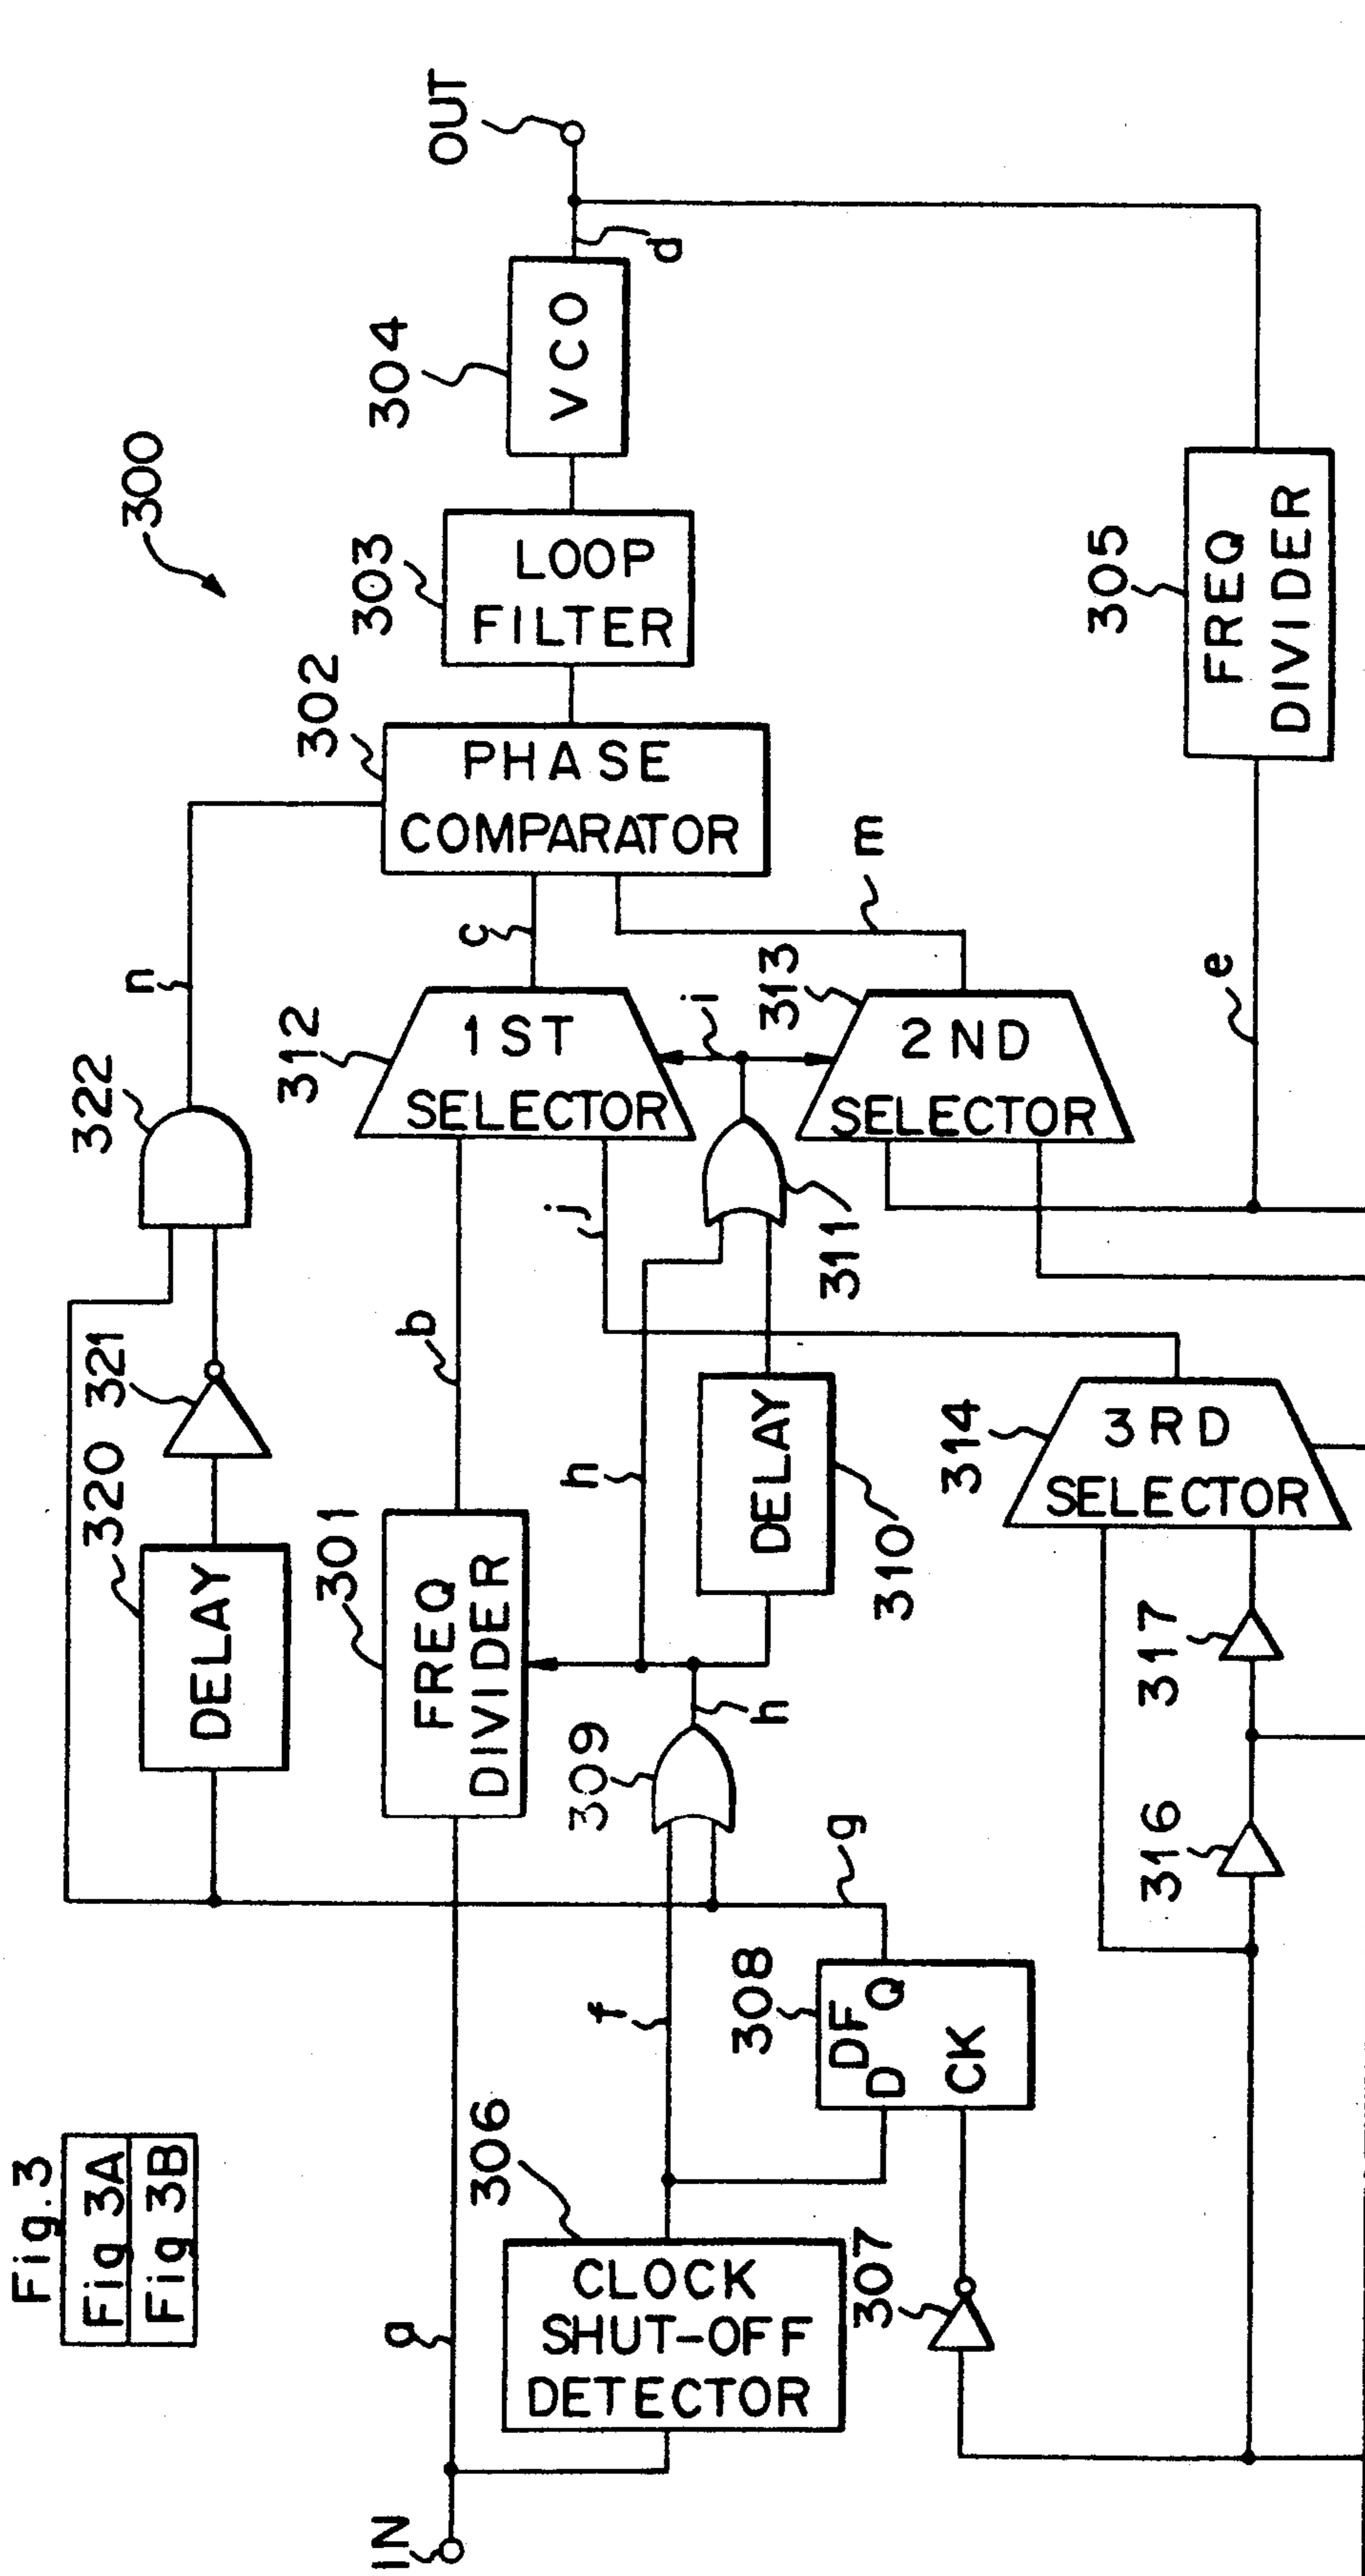 Fig.3
Fig 3A
Fig 3B
300
OUT
n
322
321
320
DELAY
IN
a
301
FREQ
DIVIDER
b
312
1ST
SELECTOR
c
302
PHASE
COMPARATOR
303
LOOP
FILTER
304
VCO
d
306
CLOCK
SHUT-OFF
DETECTOR
f
309
h
h
j
311
i
DELAY
310
313
2ND
SELECTOR
m
307
308
DF
D
Q
CK
g
316
317
314
3RD
SELECTOR
e
305
FREQ
DIVIDER